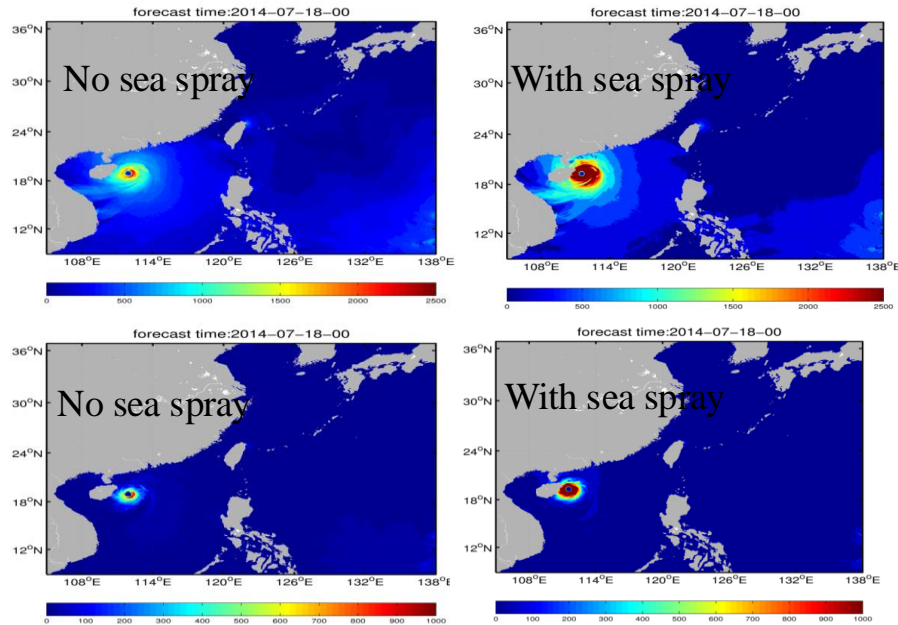 forecast time:2014-07-18-00
No sea spray
36°N
30°N
24°N
18°N
12°N
108°E 114°E 120°E 126°E 132°E 138°E
0 500 1000 1500 2000 2500
forecast time:2014-07-18-00
With sea spray
36°N
30°N
24°N
18°N
12°N
108°E 114°E 120°E 126°E 132°E 138°E
0 500 1000 1500 2000 2500
forecast time:2014-07-18-00
No sea spray
36°N
30°N
24°N
18°N
12°N
108°E 114°E 120°E 126°E 132°E 138°E
0 100 200 300 400 500 600 700 800 900 1000
forecast time:2014-07-18-00
With sea spray
36°N
30°N
24°N
18°N
12°N
108°E 114°E 120°E 126°E 132°E 138°E
0 100 200 300 400 500 600 700 800 900 1000